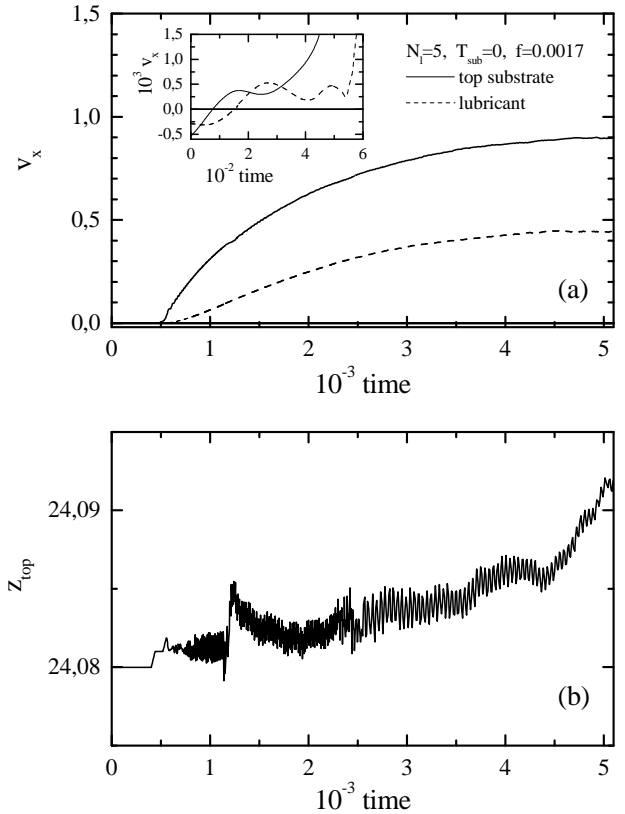 1,5
1,0
0,5
0,0
v_x
10^3 v_x
1,5
1,0
0,5
0,0
-0,5
0 2 4 6
10^-2 time
N_l=5, T_sub=0, f=0.0017
top substrate
lubricant
(a)
0 1 2 3 4 5
10^-3 time
24,09
24,08
z_top
(b)
0 1 2 3 4 5
10^-3 time